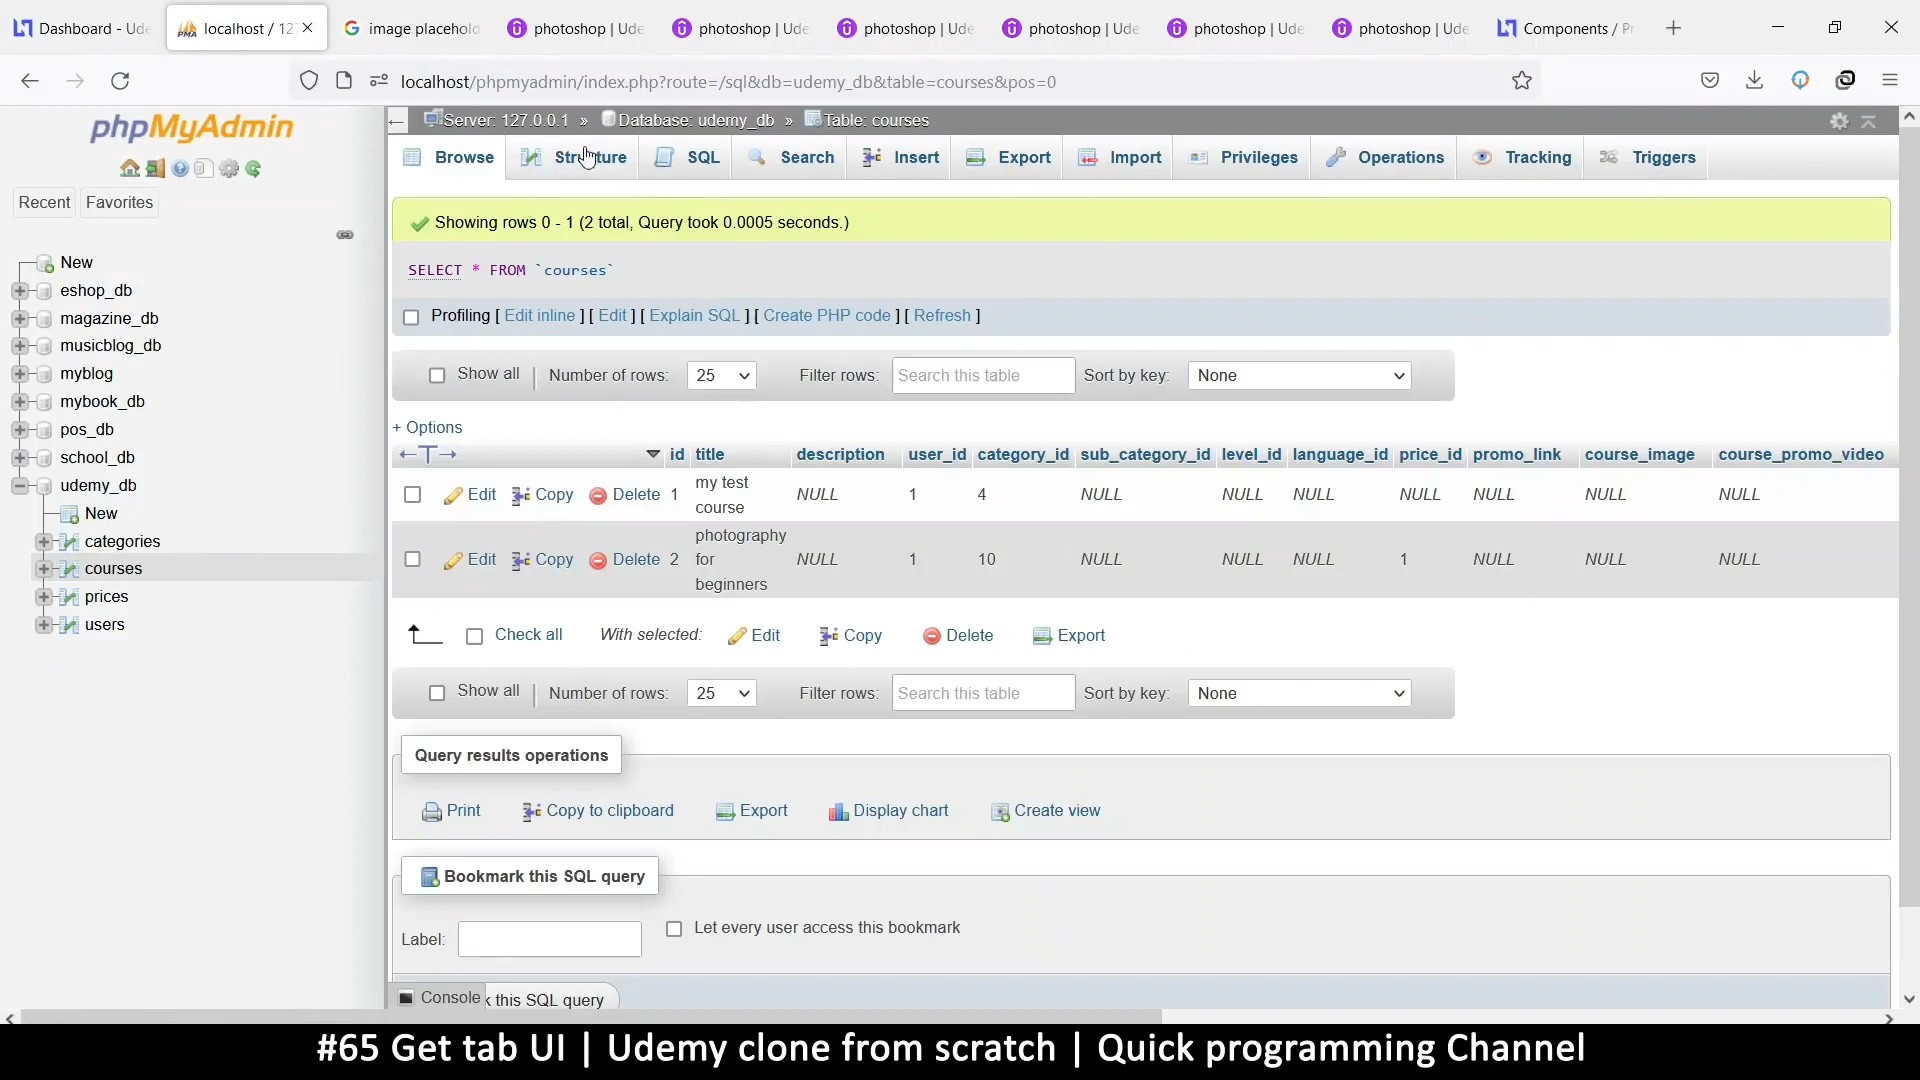 Dashboard - Ude
localhost / 127
image placehold
photoshop | Ude
photoshop | Ude
photoshop | Ude
photoshop | Ude
photoshop | Ude
photoshop | Ude
Components / Pr
localhost/phpmyadmin/index.php?route=/sql&db=udemy_db&table=courses&pos=0
phpMyAdmin
Recent Favorites
New
eshop_db
magazine_db
musicblog_db
myblog
mybook_db
pos_db
school_db
udemy_db
New
categories
courses
prices
users
Server: 127.0.0.1 » Database: udemy_db » Table: courses
Browse Structure SQL Search Insert Export Import Privileges Operations Tracking Triggers
Showing rows 0 - 1 (2 total, Query took 0.0005 seconds.)
SELECT * FROM `courses`
Profiling [ Edit inline ] [ Edit ] [ Explain SQL ] [ Create PHP code ] [ Refresh ]
Show all | Number of rows: 25 Filter rows: Search this table Sort by key: None
+ Options
←T→ id title description user_id category_id sub_category_id level_id language_id price_id promo_link course_image course_promo_video
Edit Copy Delete 1 my test course NULL 1 4 NULL NULL NULL NULL NULL NULL NULL
Edit Copy Delete 2 photography for beginners NULL 1 10 NULL NULL NULL 1 NULL NULL NULL
Check all With selected: Edit Copy Delete Export
Show all | Number of rows: 25 Filter rows: Search this table Sort by key: None
Query results operations
Print Copy to clipboard Export Display chart Create view
Bookmark this SQL query
Label: Let every user access this bookmark
Console k this SQL query
#65 Get tab UI | Udemy clone from scratch | Quick programming Channel